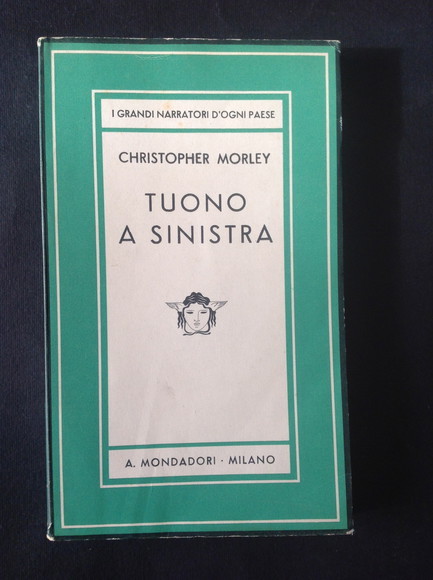 I GRANDI NARRATORI D'OGNI PAESE
CHRISTOPHER MORLEY
TUONO
A SINISTRA
A. MONDADORI · MILANO